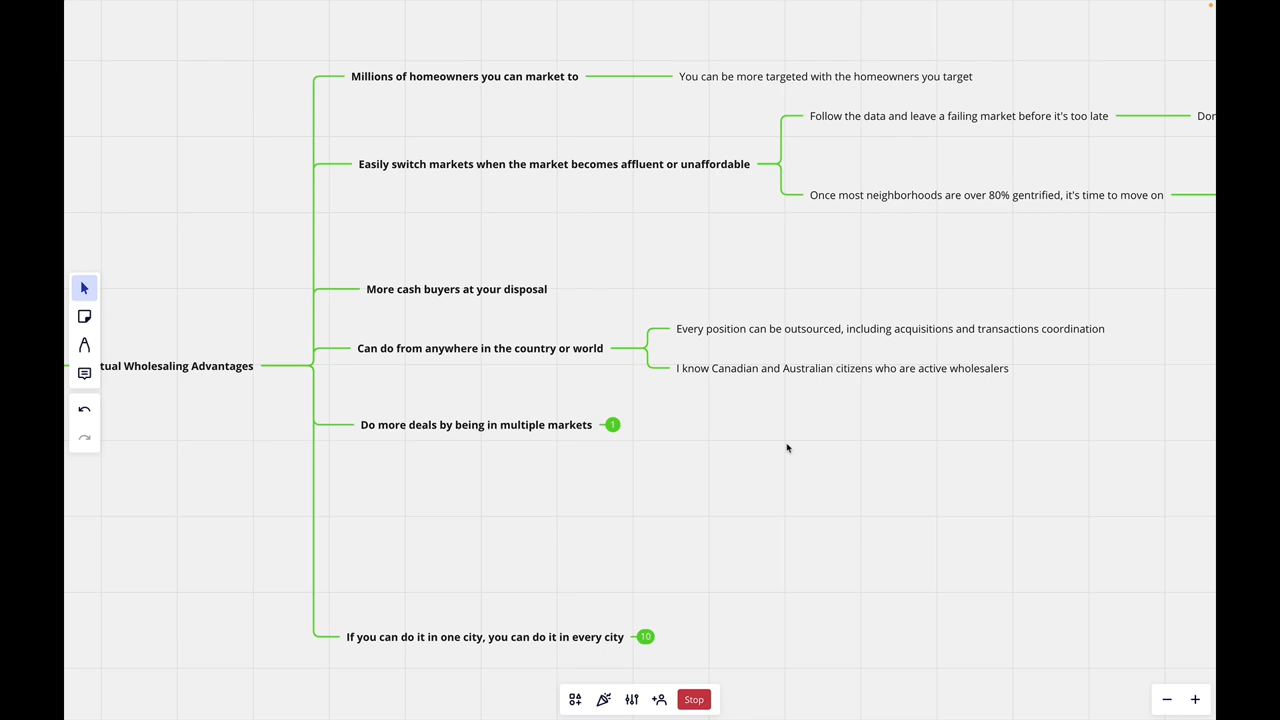 Millions of homeowners you can market to
You can be more targeted with the homeowners you target
Follow the data and leave a failing market before it's too late
Easily switch markets when the market becomes affluent or unaffordable
Once most neighborhoods are over 80% gentrified, it's time to move on
More cash buyers at your disposal
Every position can be outsourced, including acquisitions and transactions coordination
Can do from anywhere in the country or world
tual Wholesaling Advantages
I know Canadian and Australian citizens who are active wholesalers
Do more deals by being in multiple markets
1
If you can do it in one city, you can do it in every city
10
Stop